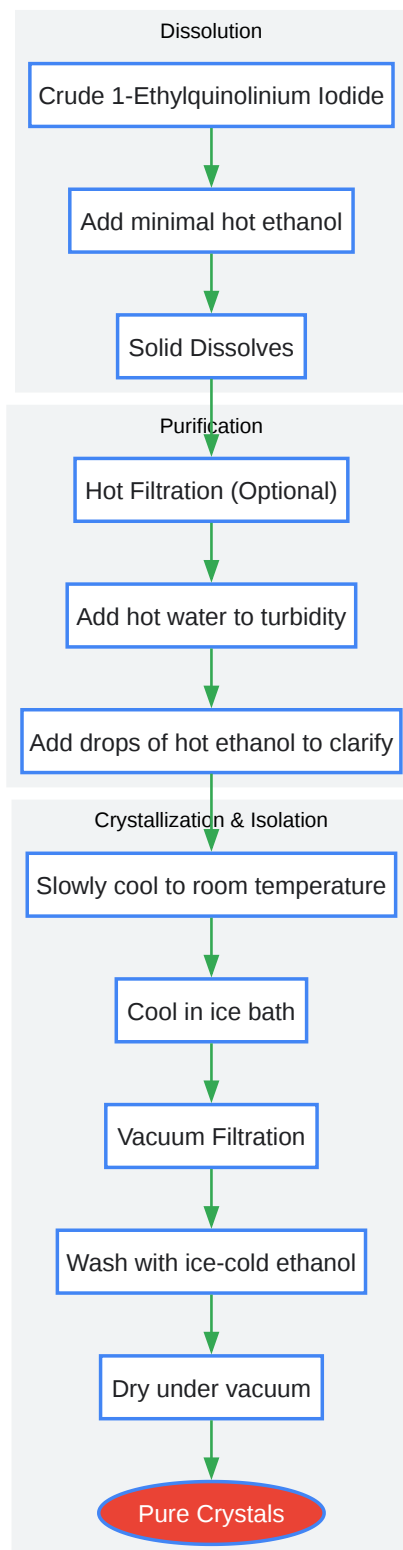 Dissolution
Crude 1-Ethylquinolinium Iodide
Add minimal hot ethanol
Solid Dissolves
Purification
Hot Filtration (Optional)
Add hot water to turbidity
Add drops of hot ethanol to clarify
Crystallization & Isolation
Slowly cool to room temperature
Cool in ice bath
Vacuum Filtration
Wash with ice-cold ethanol
Dry under vacuum
Pure Crystals